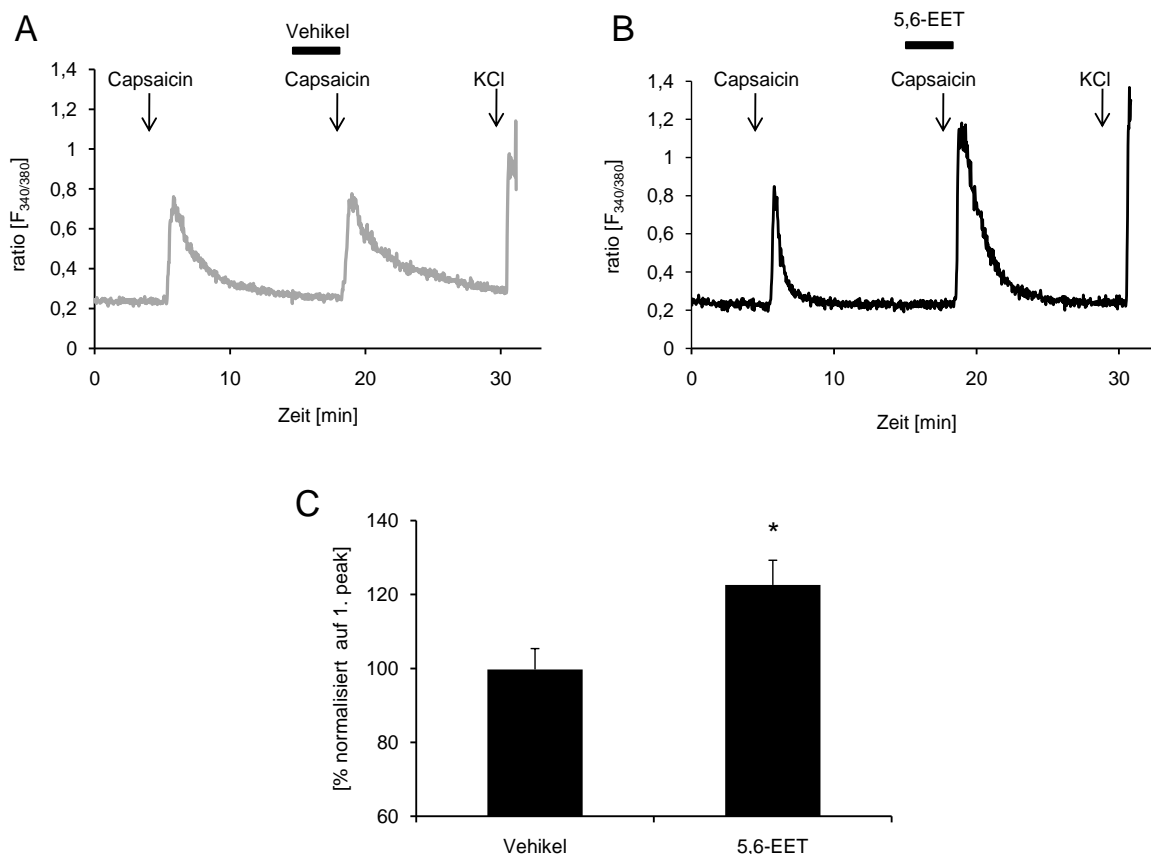 A
Vehikel
Capsaicin Capsaicin KCl
ratio [F340/380]
1,4
1,2
1
0,8
0,6
0,4
0,2
0
0 10 20 30
Zeit [min]
B
5,6-EET
Capsaicin Capsaicin KCl
ratio [F340/380]
1,4
1,2
1
0,8
0,6
0,4
0,2
0
0 10 20 30
Zeit [min]
C
[% normalisiert auf 1. peak]
140
120
100
80
60
*
Vehikel 5,6-EET